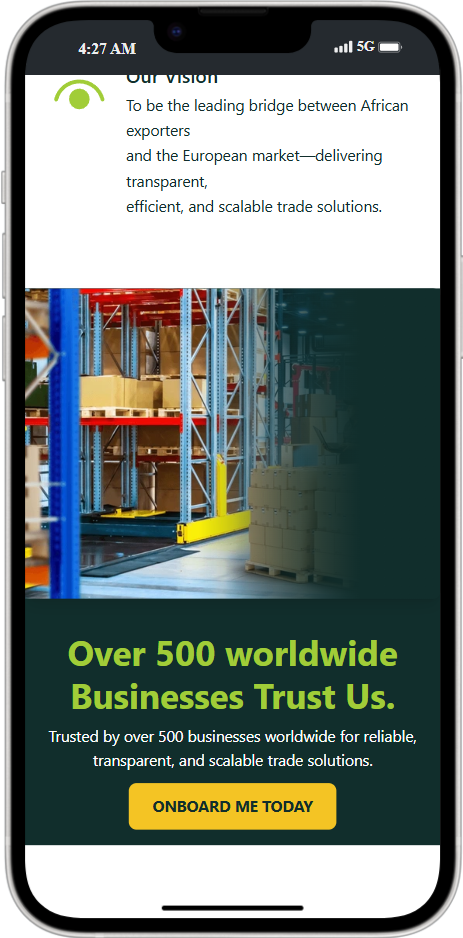 4:27 AM
5G
Our Vision
To be the leading bridge between African
exporters
and the European market—delivering
transparent,
efficient, and scalable trade solutions.
Over 500 worldwide
Businesses Trust Us.
Trusted by over 500 businesses worldwide for reliable,
transparent, and scalable trade solutions.
ONBOARD ME TODAY